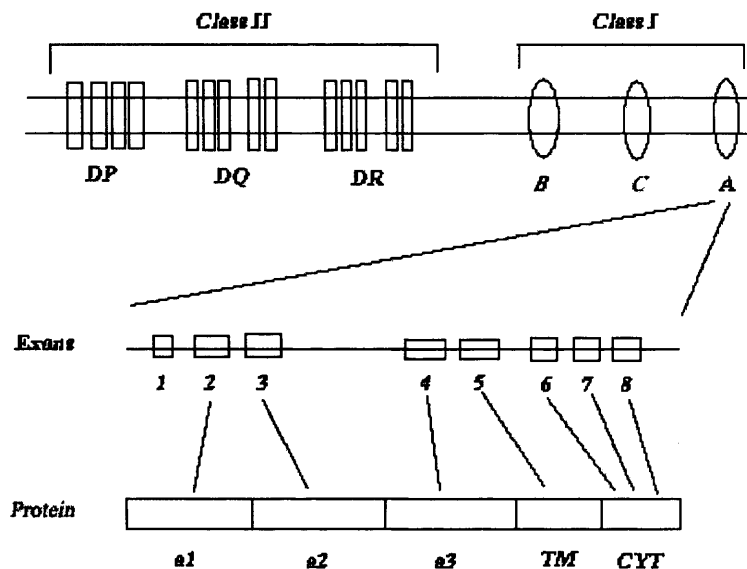 Class II Class I
DP DQ DR B C A
Exons
1 2 3 4 5 6 7 8
Protein
a1 a2 a3 TM CYT